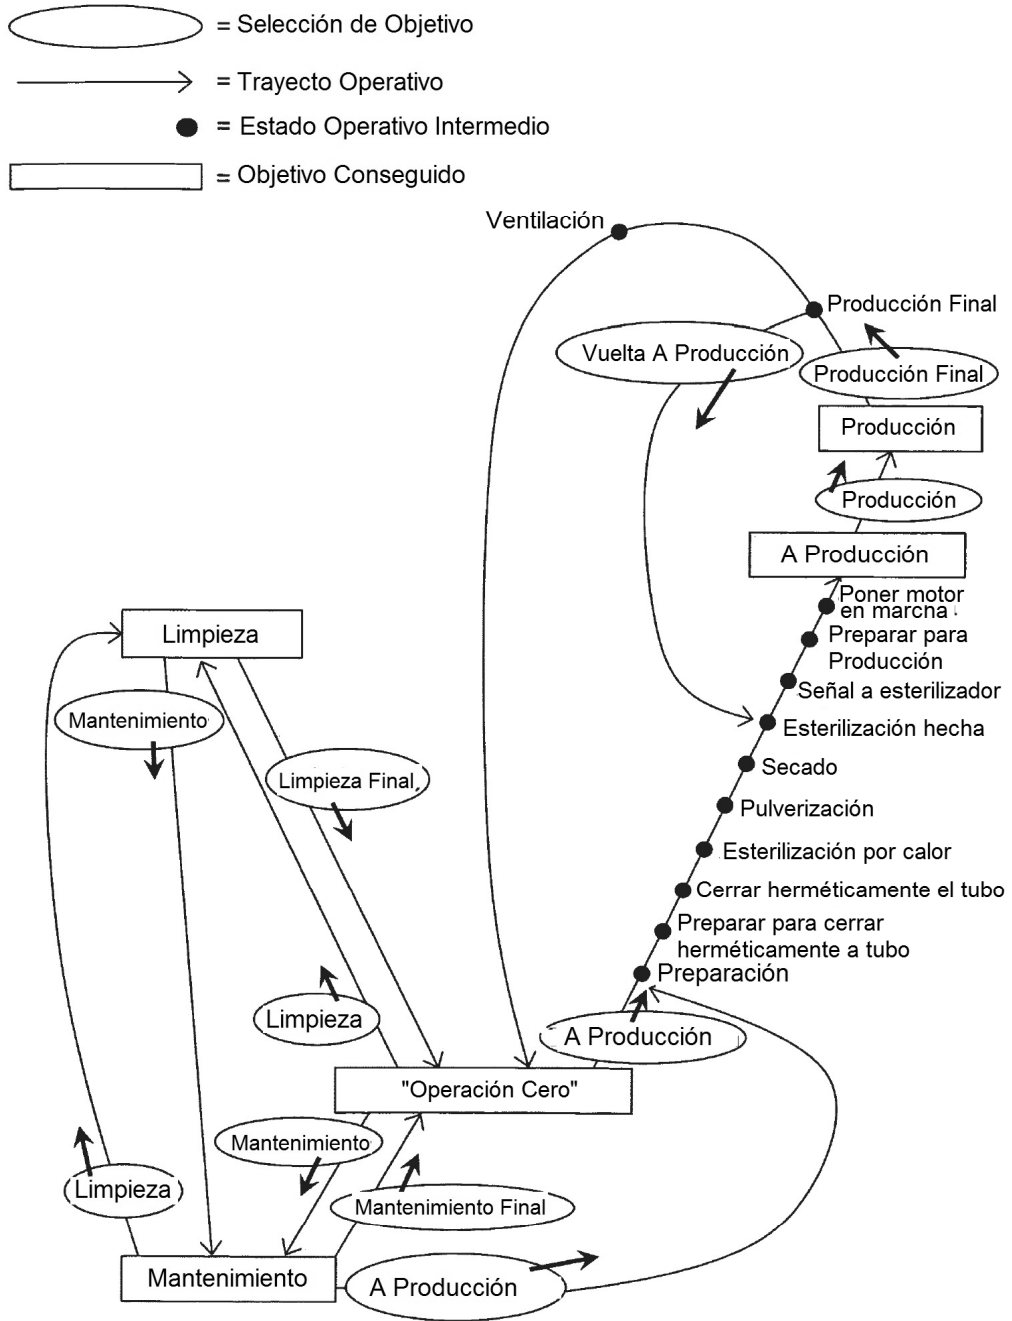 = Selección de Objetivo
= Trayecto Operativo
= Estado Operativo Intermedio
= Objetivo Conseguido
Ventilación
Producción Final
Vuelta A Producción
Producción Final
Producción
Producción
A Producción
Poner motor
en marcha
Preparar para
Producción
Señal a esterilizador
Esterilización hecha
Secado
Pulverización
Esterilización por calor
Cerrar herméticamente el tubo
Preparar para cerrar
herméticamente a tubo
Preparación
A Producción
Limpieza
Mantenimiento
Limpieza Final
Limpieza
"Operación Cero"
Mantenimiento
Mantenimiento Final
Limpieza
Mantenimiento
A Producción